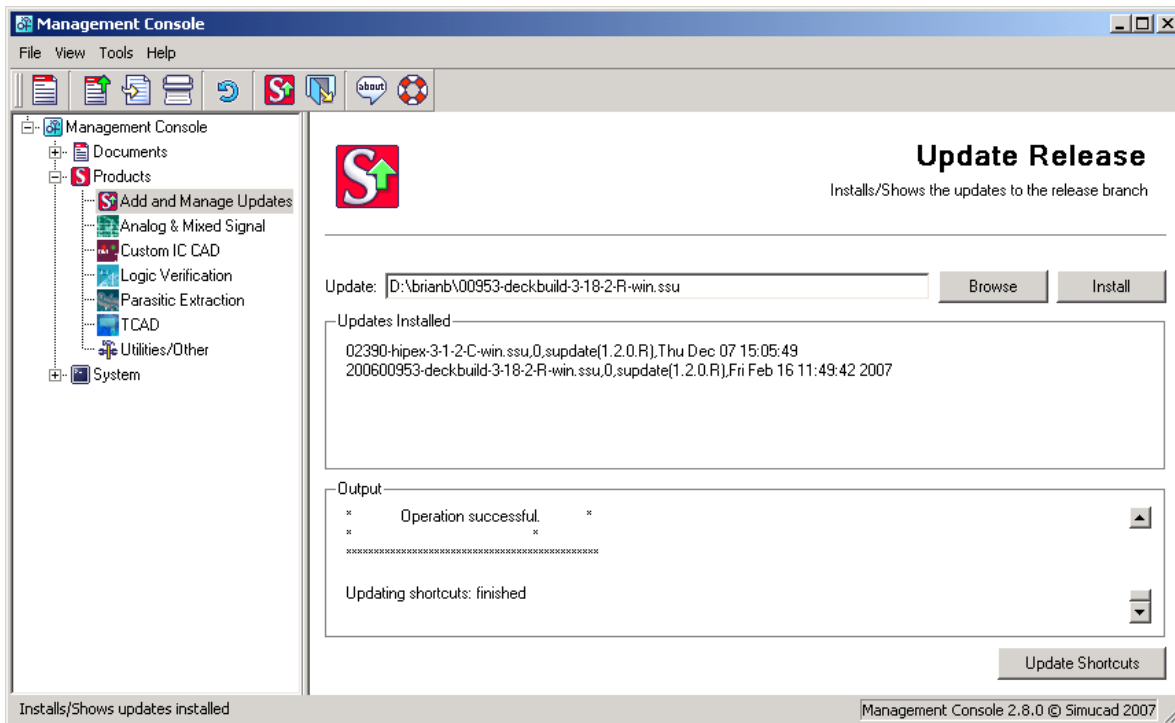 Management Console
File View Tools Help
about
Management Console
Documents
Products
Add and Manage Updates
Analog & Mixed Signal
Custom IC CAD
Logic Verification
Parasitic Extraction
TCAD
Utilities/Other
System
Update Release
Installs/Shows the updates to the release branch
Update: D:\brianb\00953-deckbuild-3-18-2-R-win.ssu Browse Install
Updates Installed
02390-hipex-3-1-2-C-win.ssu,0,supdate(1.2.0.R),Thu Dec 07 15:05:49
200600953-deckbuild-3-18-2-R-win.ssu,0,supdate(1.2.0.R),Fri Feb 16 11:49:42 2007
Output
* Operation successful. *
* *
***********************************************
Updating shortcuts: finished
Update Shortcuts
Installs/Shows updates installed
Management Console 2.8.0 © Simucad 2007